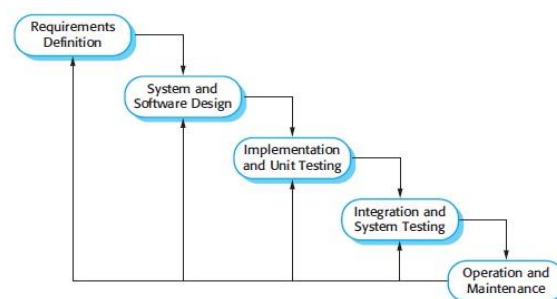 Requirements
Definition
System and
Software Design
Implementation
and Unit Testing
Integration and
System Testing
Operation and
Maintenance